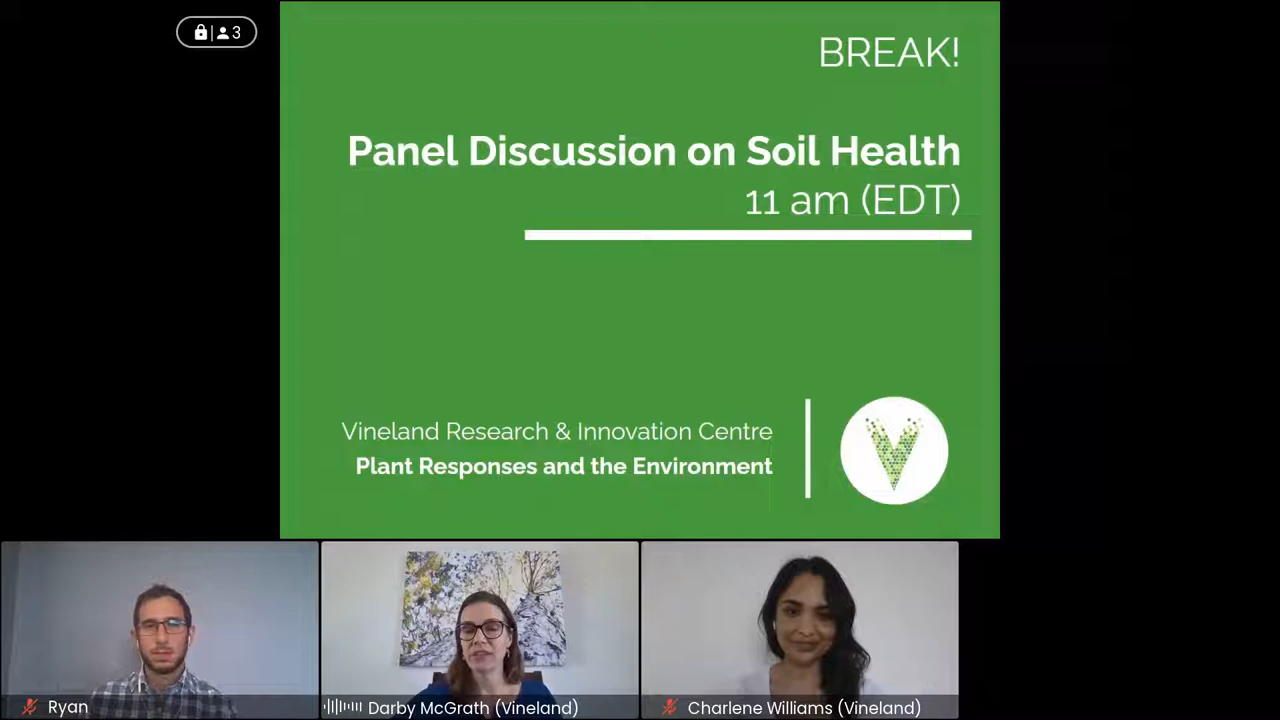 3
BREAK!
Panel Discussion on Soil Health
11 am (EDT)
Vineland Research & Innovation Centre
Plant Responses and the Environment
Ryan
Darby McGrath (Vineland)
Charlene Williams (Vineland)